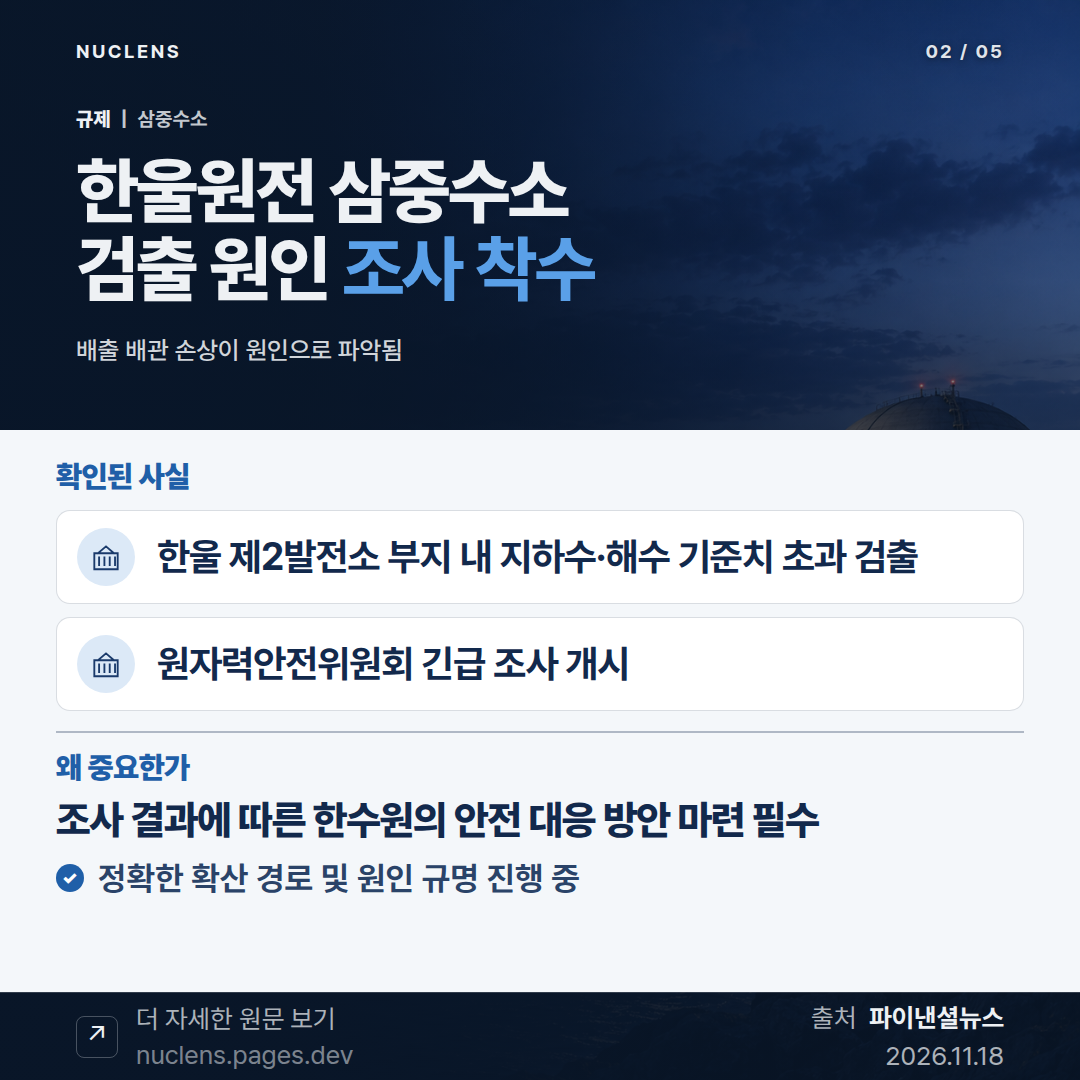 NUCLENS
02 / 05
규제 | 삼중수소
한울원전 삼중수소
검출 원인 조사 착수
배출 배관 손상이 원인으로 파악됨
확인된 사실
한울 제2발전소 부지 내 지하수·해수 기준치 초과 검출
원자력안전위원회 긴급 조사 개시
왜 중요한가
조사 결과에 따른 한수원의 안전 대응 방안 마련 필수
정확한 확산 경로 및 원인 규명 진행 중
더 자세한 원문 보기
nuclens.pages.dev
출처 파이낸셜뉴스
2026.11.18